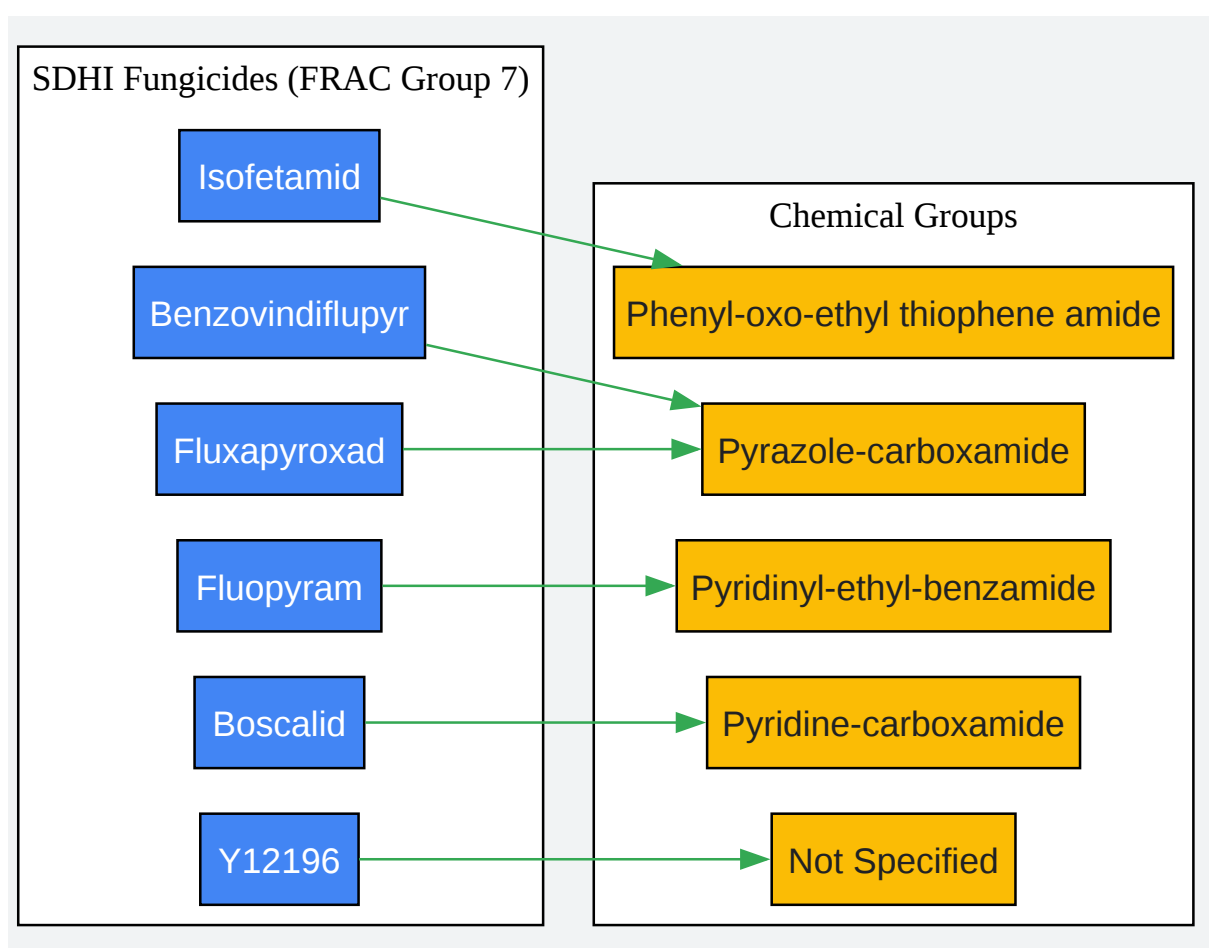 SDHI Fungicides (FRAC Group 7)
Isofetamid
Benzovindiflupyr
Fluxapyroxad
Fluopyram
Boscalid
Y12196
Chemical Groups
Phenyl-oxo-ethyl thiophene amide
Pyrazole-carboxamide
Pyridinyl-ethyl-benzamide
Pyridine-carboxamide
Not Specified